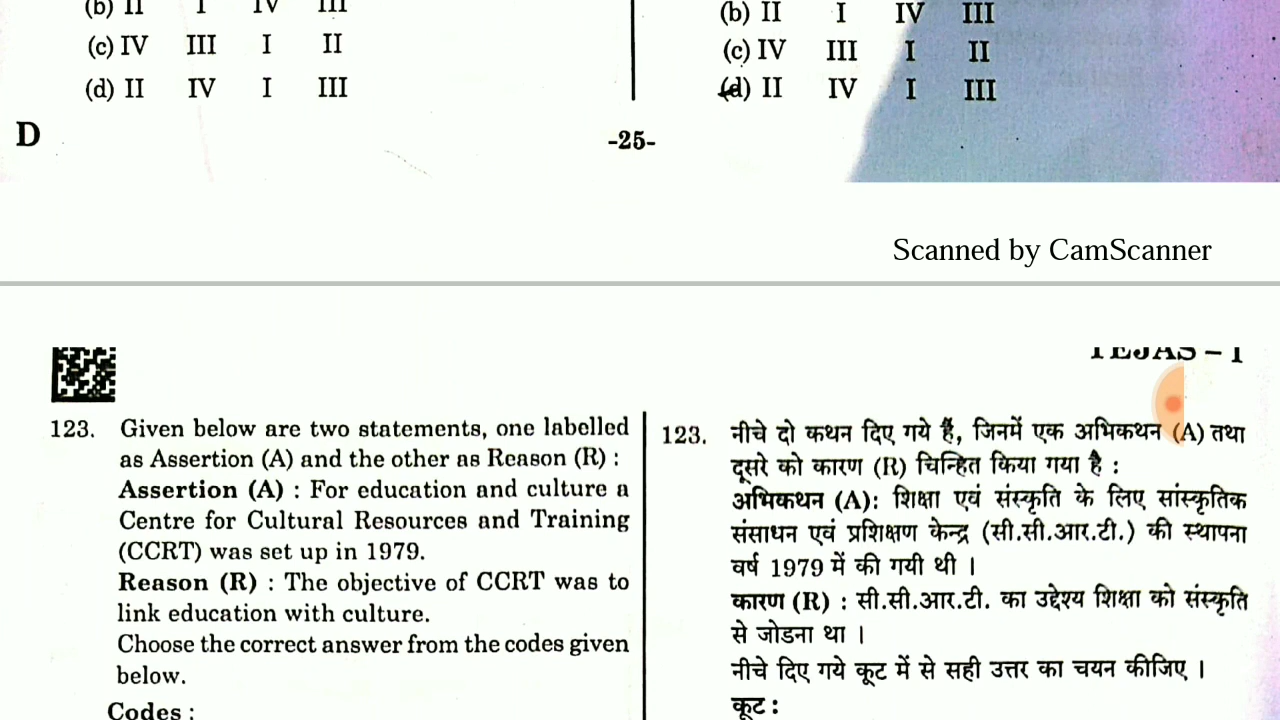 (b) II I IV III
(c) IV III I II
(d) II IV I III
(b) II I IV III
(c) IV III I II
(d) II IV I III
D
-25-
Scanned by CamScanner
TEJAS – 1
123. Given below are two statements, one labelled
as Assertion (A) and the other as Reason (R) :
Assertion (A) : For education and culture a
Centre for Cultural Resources and Training
(CCRT) was set up in 1979.
Reason (R) : The objective of CCRT was to
link education with culture.
Choose the correct answer from the codes given
below.
Codes :
123. नीचे दो कथन दिए गये हैं, जिनमें एक अभिकथन (A) तथा
दूसरे को कारण (R) चिन्हित किया गया है :
अभिकथन (A): शिक्षा एवं संस्कृति के लिए सांस्कृतिक
संसाधन एवं प्रशिक्षण केन्द्र (सी.सी.आर.टी.) की स्थापना
वर्ष 1979 में की गयी थी ।
कारण (R) : सी.सी.आर.टी. का उद्देश्य शिक्षा को संस्कृति
से जोडना था ।
नीचे दिए गये कूट में से सही उत्तर का चयन कीजिए ।
कूट :